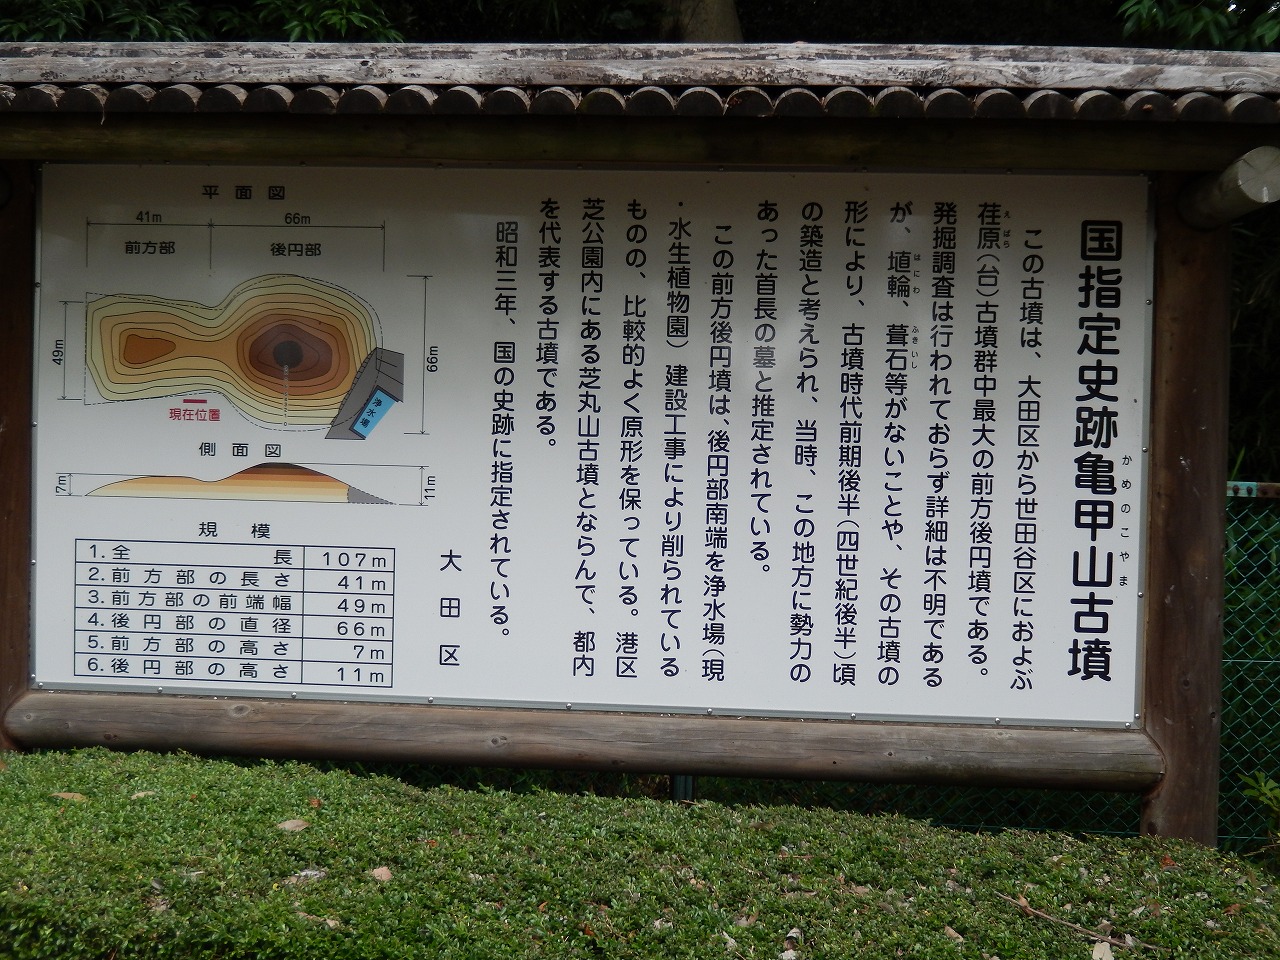 国指定史跡亀甲山古墳
かめのこやま
この古墳は、大田区から世田谷区におよぶ
荏原(台)古墳群中最大の前方後円墳である。
えばら
発掘調査は行われておらず詳細は不明である
が、埴輪、葺石等がないことや、その古墳の
はにわ
ふきいし
形により、古墳時代前期後半(四世紀後半)頃
の築造と考えられ、当時、この地方に勢力の
あった首長の墓と推定されている。
この前方後円墳は、後円部南端を浄水場(現
・水生植物園)建設工事により削られている
ものの、比較的よく原形を保っている。港区
芝公園内にある芝丸山古墳とならんで、都内
を代表する古墳である。
昭和三年、国の史跡に指定されている。
大田区
平面図
41m
66m
前方部
後円部
49m
66m
浄水場
現在位置
側面図
7m
11m
規模
1.全長 107m
2.前方部の長さ 41m
3.前方部の前端幅 49m
4.後円部の直径 66m
5.前方部の高さ 7m
6.後円部の高さ 11m